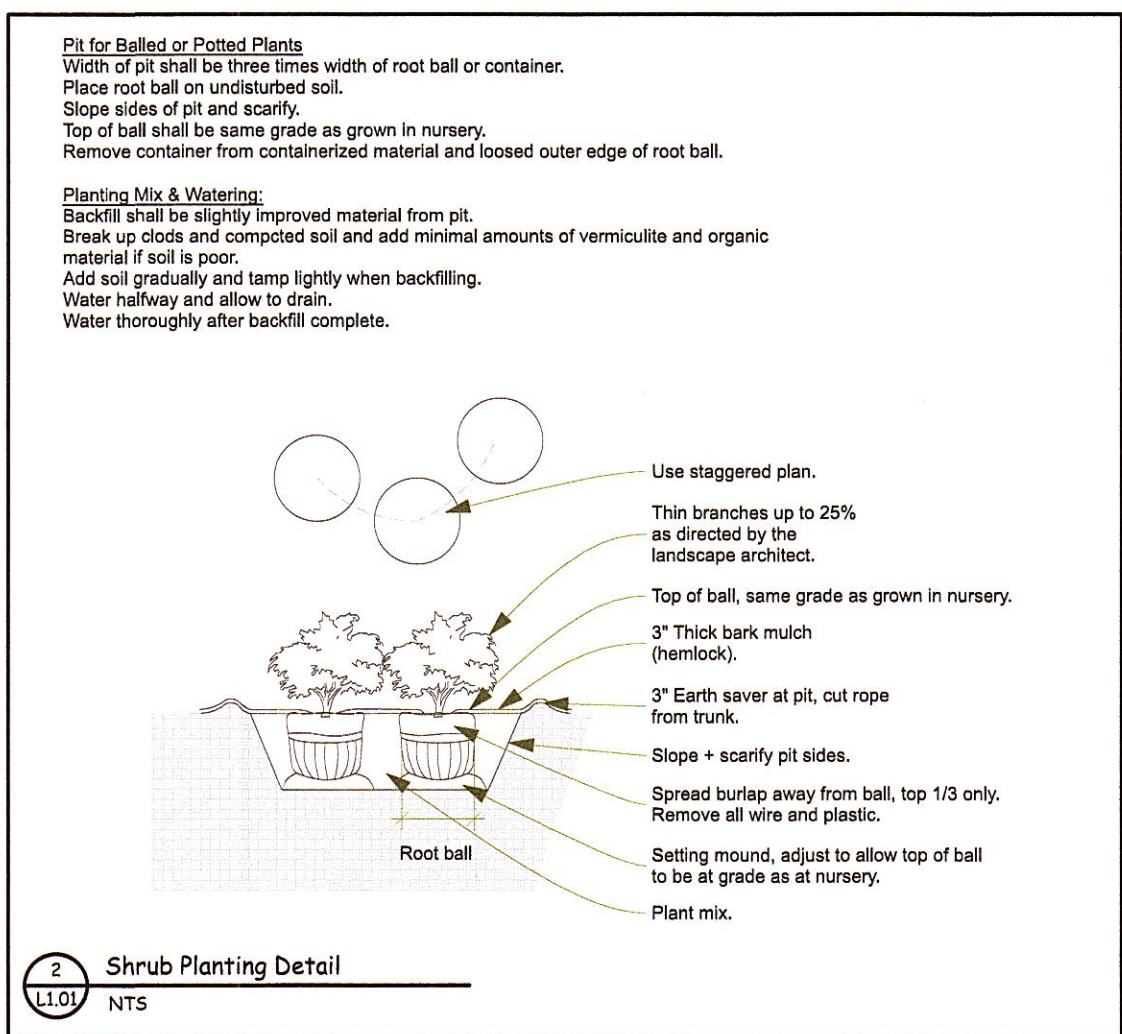 Pit for Balled or Potted Plants
Width of pit shall be three times width of root ball or container.
Place root ball on undisturbed soil.
Slope sides of pit and scarify.
Top of ball shall be same grade as grown in nursery.
Remove container from containerized material and loosed outer edge of root ball.
Planting Mix & Watering:
Backfill shall be slightly improved material from pit.
Break up clods and compcted soil and add minimal amounts of vermiculite and organic
material if soil is poor.
Add soil gradually and tamp lightly when backfilling.
Water halfway and allow to drain.
Water thoroughly after backfill complete.
Use staggered plan.
Thin branches up to 25%
as directed by the
landscape architect.
Top of ball, same grade as grown in nursery.
3" Thick bark mulch
(hemlock).
3" Earth saver at pit, cut rope
from trunk.
Slope + scarify pit sides.
Spread burlap away from ball, top 1/3 only.
Remove all wire and plastic.
Root ball
Setting mound, adjust to allow top of ball
to be at grade as at nursery.
Plant mix.
2
L1.01
Shrub Planting Detail
NTS